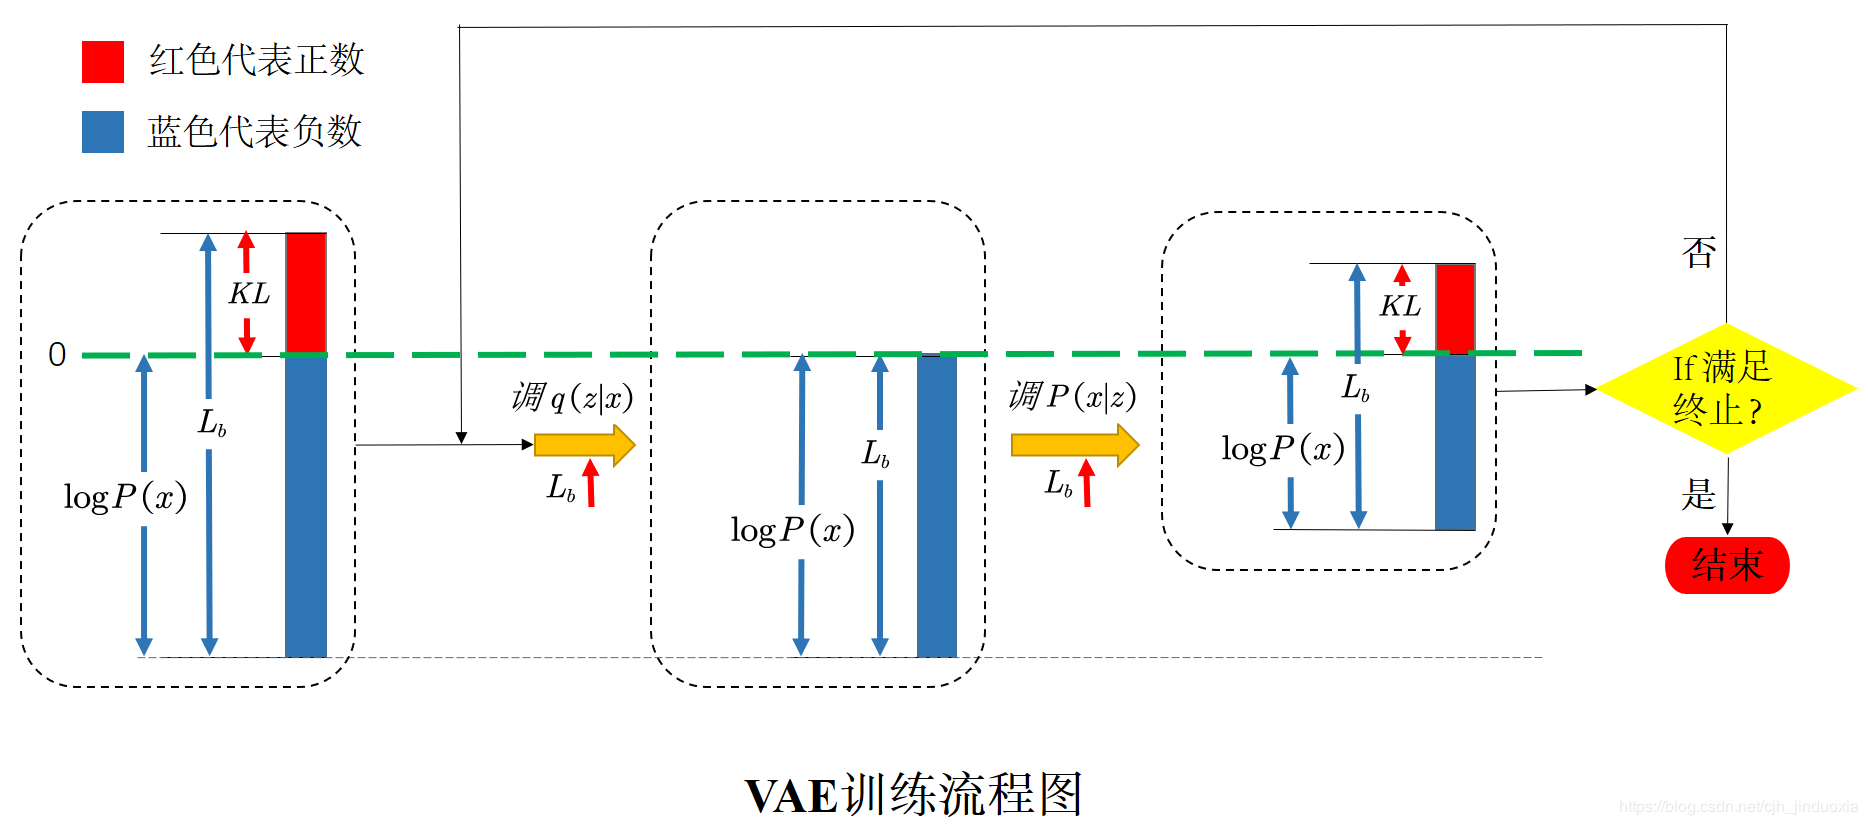 红色代表正数
蓝色代表负数
否
KL
KL
0
If 满足
终止?
调 q(z|x)
调 P(x|z)
L_b
L_b
L_b
log P(x)
L_b
L_b
log P(x)
log P(x)
是
结束
VAE训练流程图
https://blog.csdn.net/cjh_jinduoxia